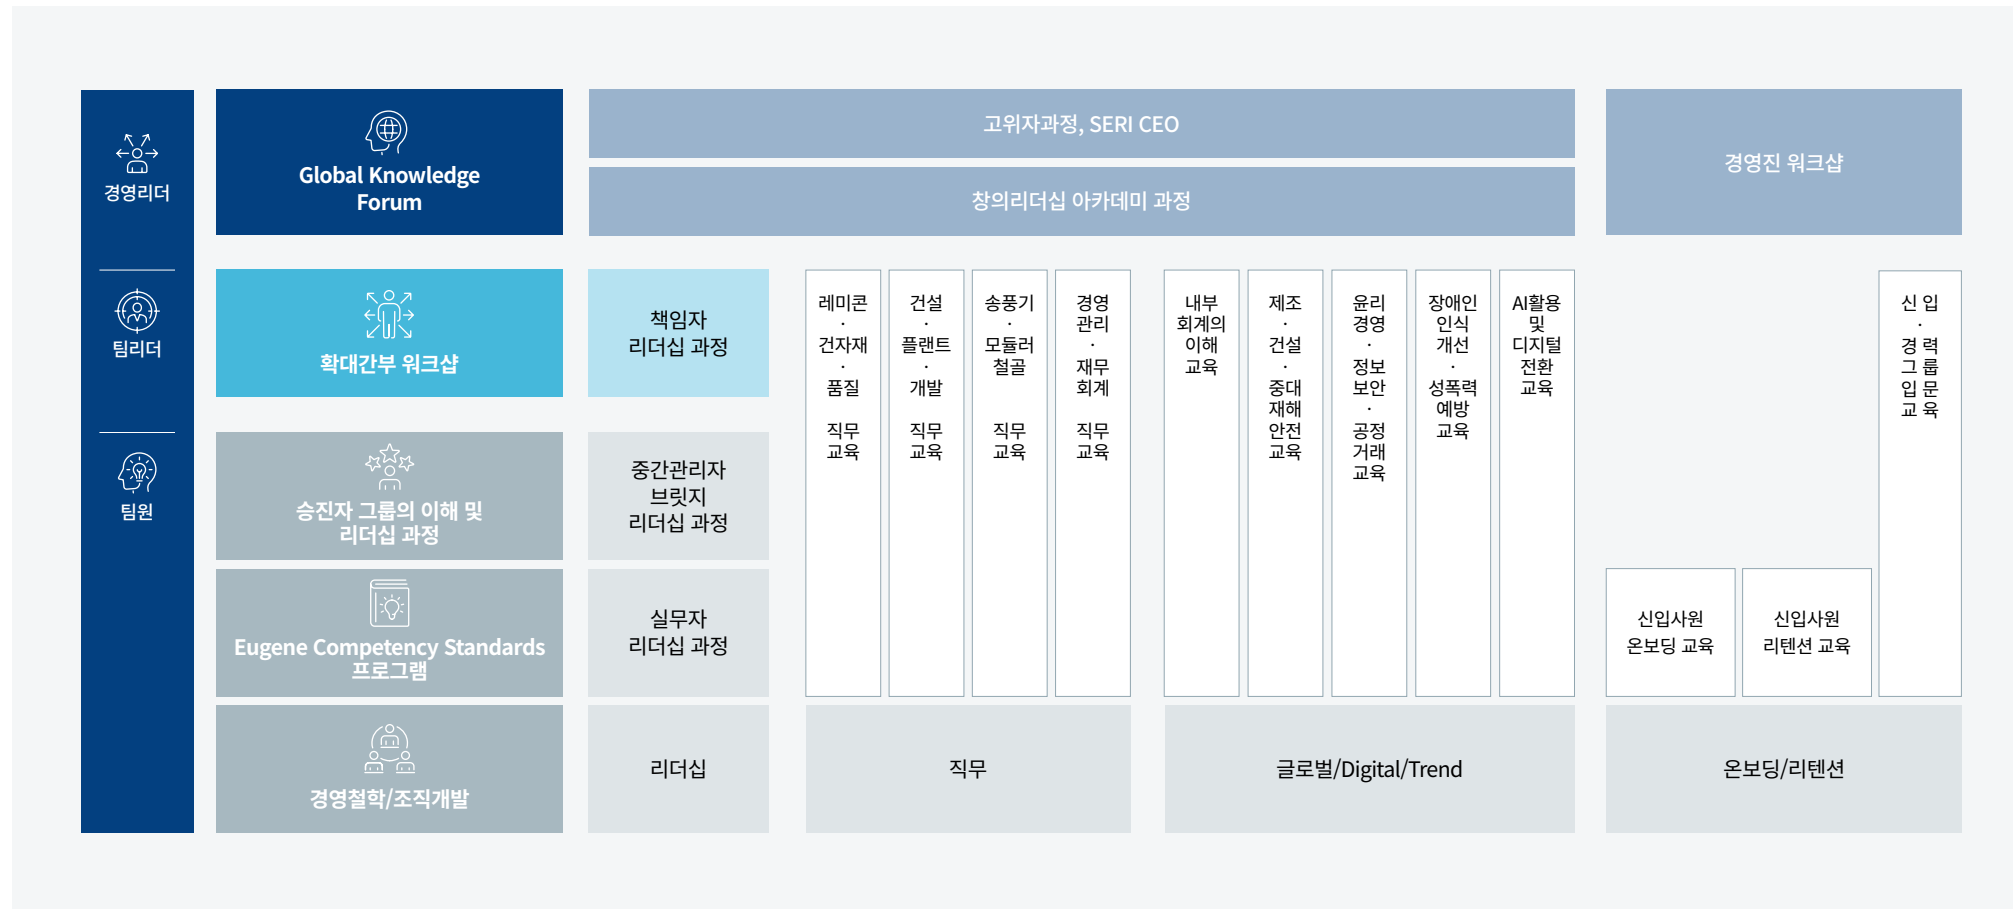 경영리더
Global Knowledge
Forum
고위자과정, SERI CEO
창의리더십 아카데미 과정
경영진 워크샵
팀리더
확대간부 워크샵
책임자
리더십 과정
팀원
승진자 그룹의 이해 및
리더십 과정
중간관리자
브릿지
리더십 과정
Eugene Competency Standards
프로그램
실무자
리더십 과정
레미콘
·
건자재
·
품질
직무
교육
건설
·
플랜트
·
개발
직무
교육
송풍기
·
모듈러
철골
직무
교육
경영
관리
·
재무
회계
직무
교육
내부
회계의
이해
교육
제조
·
건설
·
중대
재해
안전
교육
윤리
경영
·
정보
보안
·
공정
거래
교육
장애인
인식
개선
·
성폭력
예방
교육
AI활용
및
디지털
전환
교육
신입사원
온보딩 교육
신입사원
리텐션 교육
신 입
·
경 력
그 룹
입 문
교 육
경영철학/조직개발
리더십
직무
글로벌/Digital/Trend
온보딩/리텐션